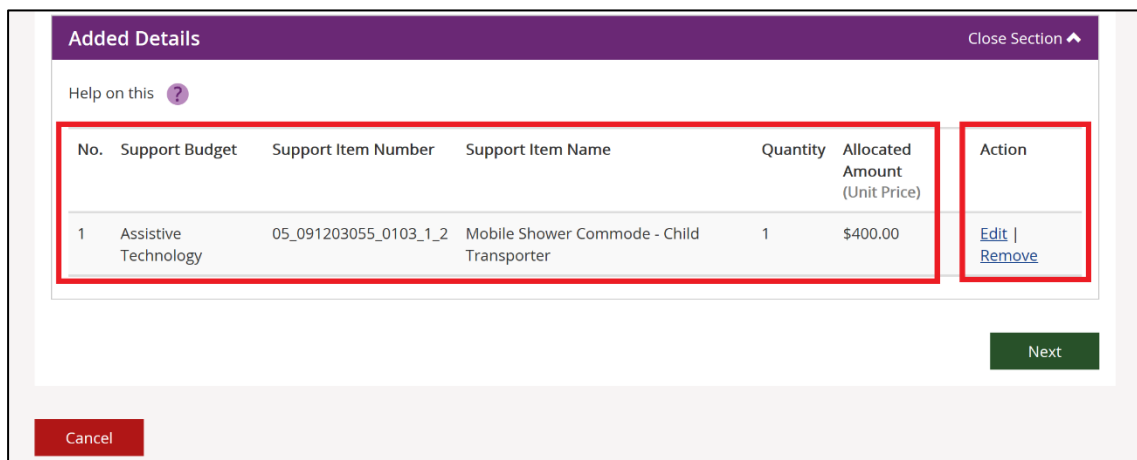 Added Details Close Section
Help on this ?
No. Support Budget Support Item Number Support Item Name Quantity Allocated Amount (Unit Price) Action
1 Assistive Technology 05_091203055_0103_1_2 Mobile Shower Commode - Child Transporter 1 $400.00 Edit | Remove
Next
Cancel